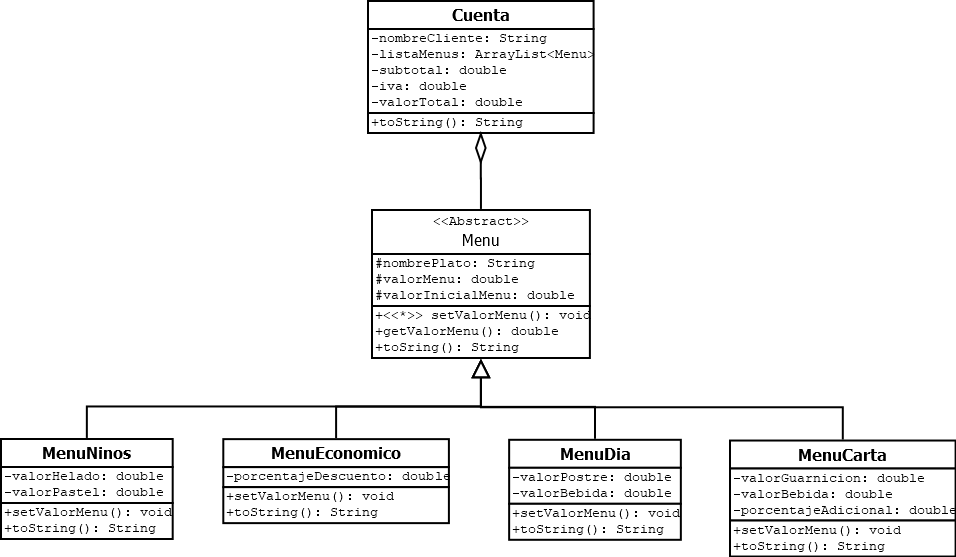 Cuenta
-nombreCliente: String
-listaMenus: ArrayList<Menu>
-subtotal: double
-iva: double
-valorTotal: double
+toString(): String
<<Abstract>>
Menu
#nombrePlato: String
#valorMenu: double
#valorInicialMenu: double
+<<*>> setValorMenu(): void
+getValorMenu(): double
+toSring(): String
MenuNinos
-valorHelado: double
-valorPastel: double
+setValorMenu(): void
+toString(): String
MenuEconomico
-porcentajeDescuento: double
+setValorMenu(): void
+toString(): String
MenuDia
-valorPostre: double
-valorBebida: double
+setValorMenu(): void
+toString(): String
MenuCarta
-valorGuarnicion: double
-valorBebida: double
-porcentajeAdicional: double
+setValorMenu(): void
+toString(): String